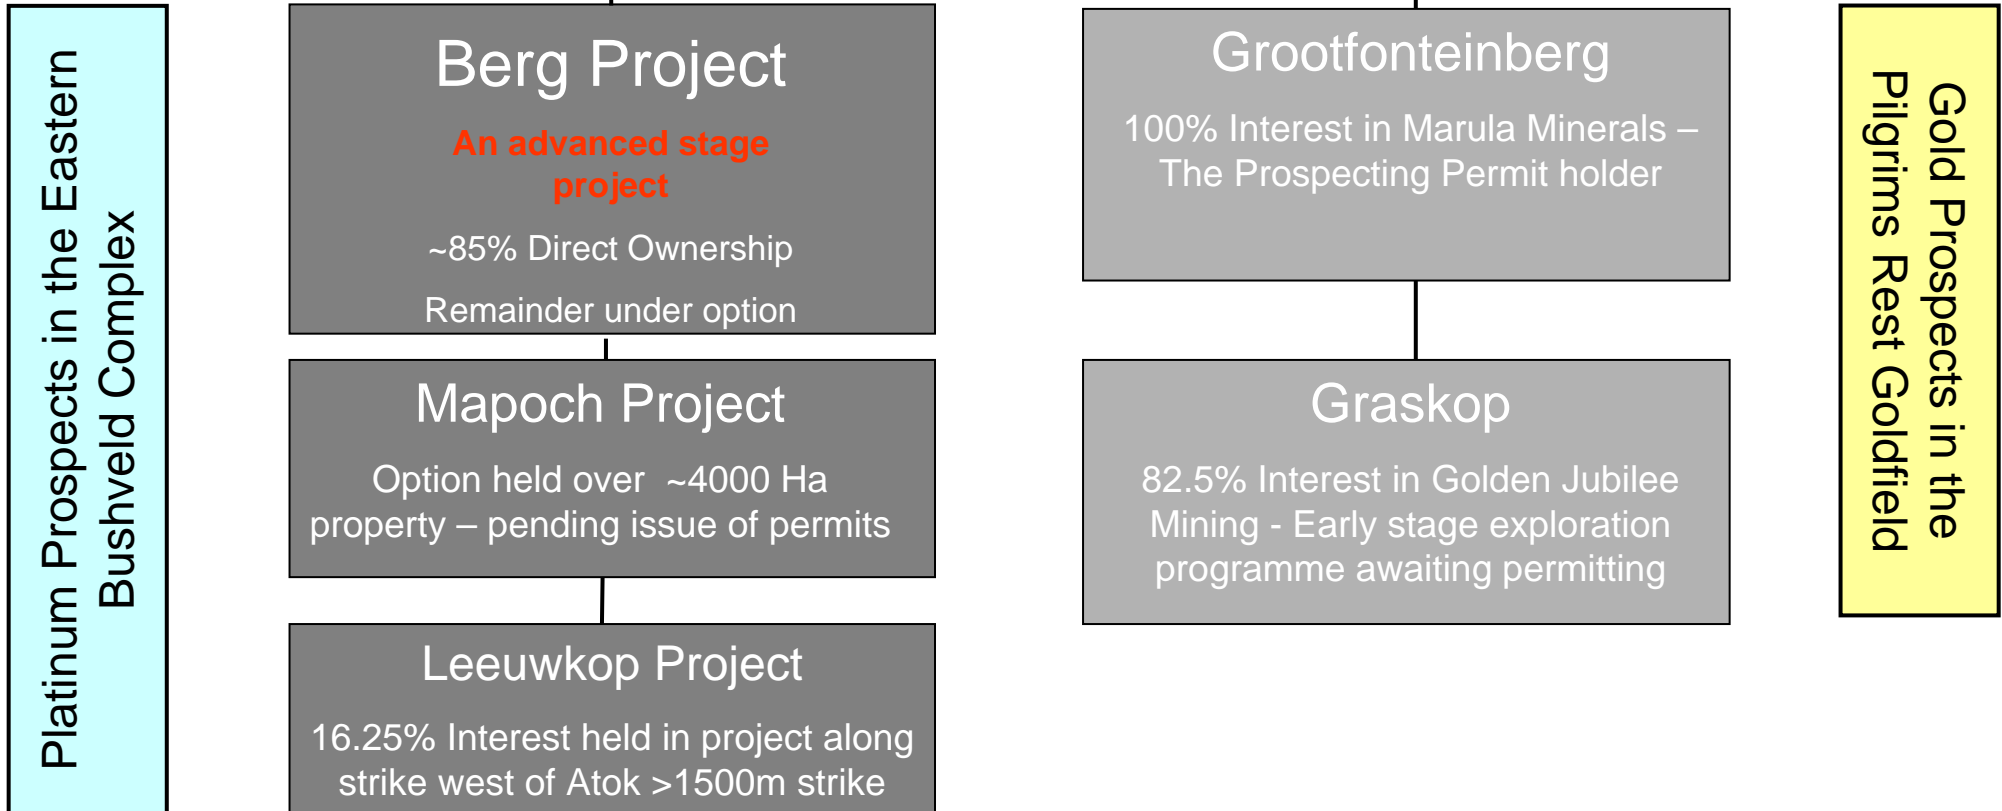 Platinum Prospects in the Eastern
Bushveld Complex
Berg Project
An advanced stage
project
~85% Direct Ownership
Remainder under option
Mapoch Project
Option held over ~4000 Ha
property – pending issue of permits
Leeuwkop Project
16.25% Interest held in project along
strike west of Atok >1500m strike
Grootfonteinberg
100% Interest in Marula Minerals –
The Prospecting Permit holder
Graskop
82.5% Interest in Golden Jubilee
Mining - Early stage exploration
programme awaiting permitting
Gold Prospects in the
Pilgrims Rest Goldfield